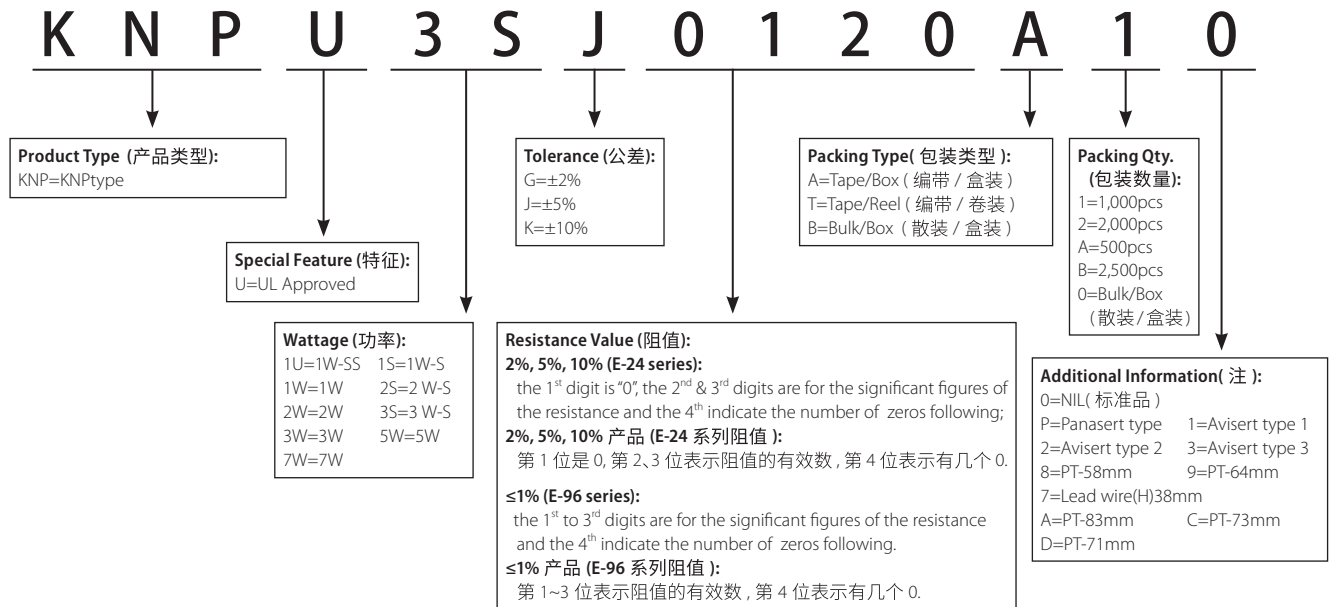 K N P U 3 S J 0 1 2 0 A 1 0
Product Type (产品类型):
KNP=KNPtype
Special Feature (特征):
U=UL Approved
Wattage (功率):
1U=1W-SS 1S=1W-S
1W=1W 2S=2 W-S
2W=2W 3S=3 W-S
3W=3W 5W=5W
7W=7W
Tolerance (公差):
G=±2%
J=±5%
K=±10%
Resistance Value (阻值):
2%, 5%, 10% (E-24 series):
the 1st digit is “0”, the 2nd & 3rd digits are for the significant figures of
the resistance and the 4th indicate the number of zeros following;
2%, 5%, 10% 产品 (E-24 系列阻值 ):
第 1 位是 0, 第 2、3 位表示阻值的有效数 , 第 4 位表示有几个 0.
≤1% (E-96 series):
the 1st to 3rd digits are for the significant figures of the resistance
and the 4th indicate the number of zeros following.
≤1% 产品 (E-96 系列阻值 ):
第 1~3 位表示阻值的有效数 , 第 4 位表示有几个 0.
Packing Type( 包装类型 ):
A=Tape/Box ( 编带 / 盒装 )
T=Tape/Reel ( 编带 / 卷装 )
B=Bulk/Box ( 散装 / 盒装 )
Packing Qty.
(包装数量):
1=1,000pcs
2=2,000pcs
A=500pcs
B=2,500pcs
0=Bulk/Box
(散装/盒装)
Additional Information( 注 ):
0=NIL( 标准品 )
P=Panasert type 1=Avisert type 1
2=Avisert type 2 3=Avisert type 3
8=PT-58mm 9=PT-64mm
7=Lead wire(H)38mm
A=PT-83mm C=PT-73mm
D=PT-71mm